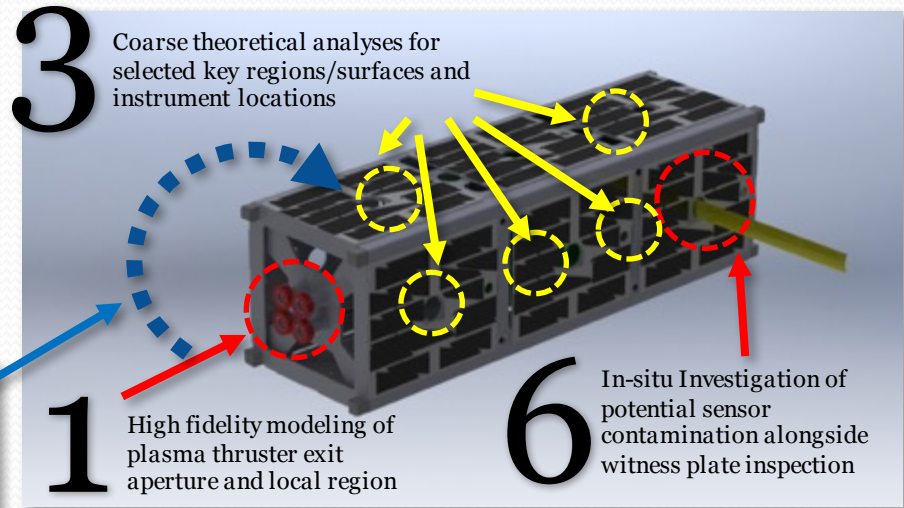 3
Coarse theoretical analyses for
selected key regions/surfaces and
instrument locations
1
High fidelity modeling of
plasma thruster exit
aperture and local region
6
In-situ Investigation of
potential sensor
contamination alongside
witness plate inspection